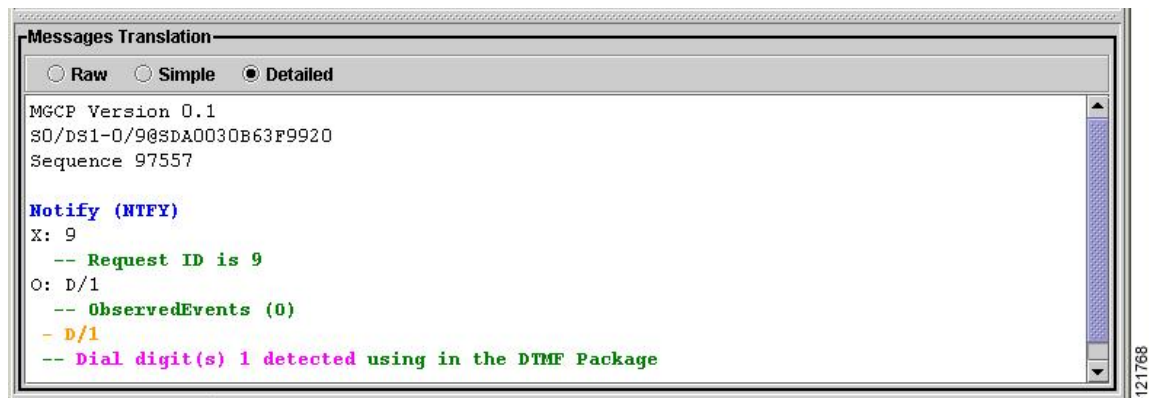 Messages Translation
Raw Simple Detailed
MGCP Version 0.1
S0/DS1-0/9@SDA0030B63F9920
Sequence 97557
Notify (NTFY)
X: 9
-- Request ID is 9
O: D/1
-- ObservedEvents (O)
- D/1
-- Dial digit(s) 1 detected using in the DTMF Package
121768